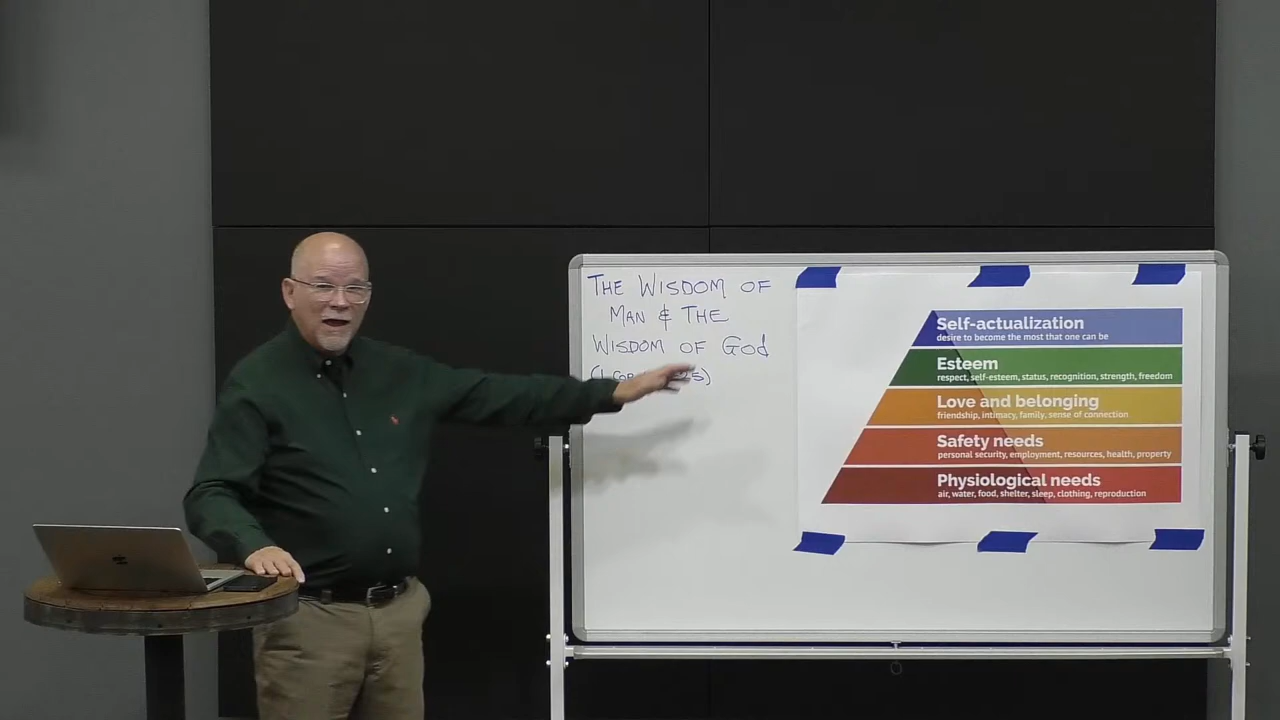 THE WISDOM OF
MAN & THE
WISDOM OF GOD
Self-actualization
desire to become the most that one can be
Esteem
respect, self-esteem, status, recognition, strength, freedom
Love and belonging
friendship, intimacy, family, sense of connection
Safety needs
personal security, employment, resources, health, property
Physiological needs
air, water, food, shelter, sleep, clothing, reproduction